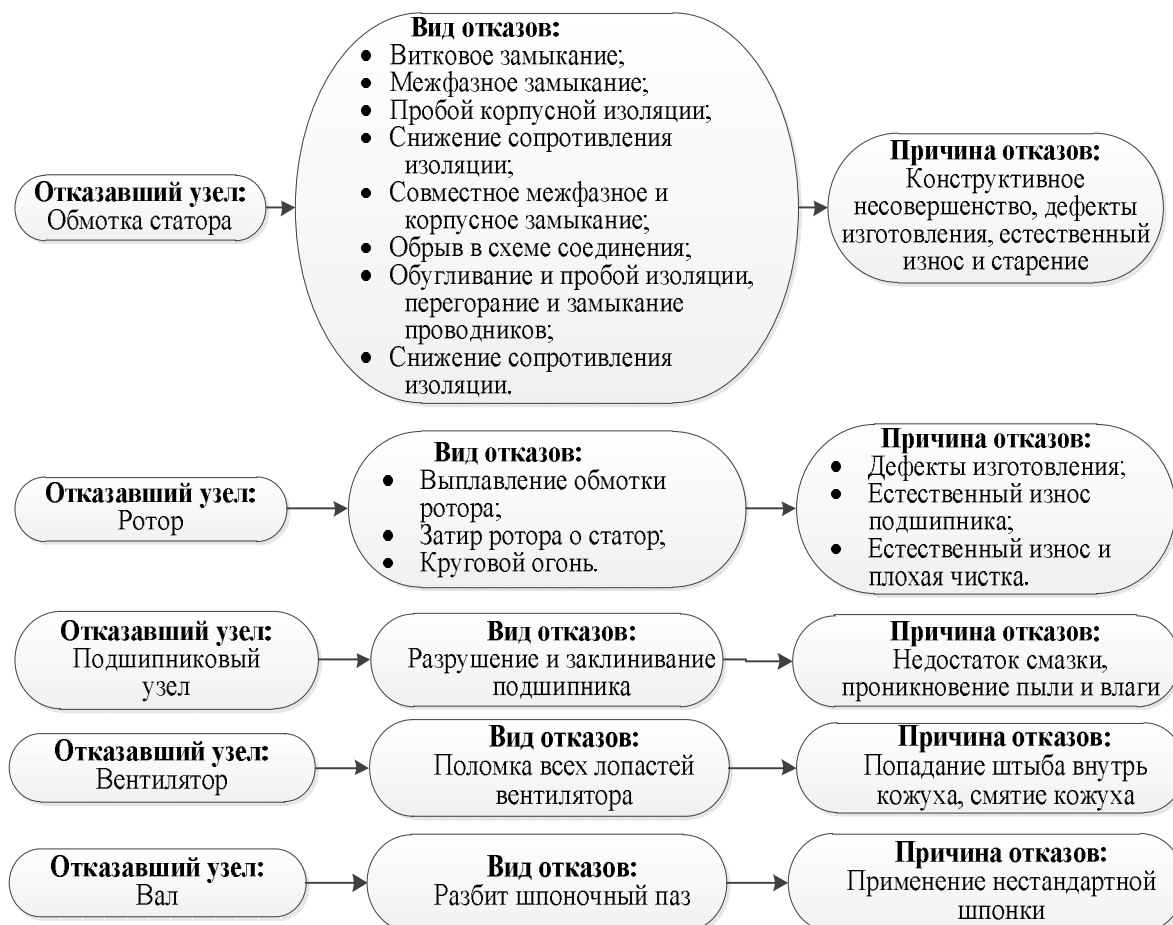 Отказавший узел:
Обмотка статора
Вид отказов:
• Витковое замыкание;
• Межфазное замыкание;
• Пробой корпусной изоляции;
• Снижение сопротивления
изоляции;
• Совместное межфазное и
корпусное замыкание;
• Обрыв в схеме соединения;
• Обугливание и пробой изоляции,
перегорание и замыкание
проводников;
• Снижение сопротивления
изоляции.
Причина отказов:
Конструктивное
несовершенство, дефекты
изготовления, естественный
износ и старение
Отказавший узел:
Ротор
Вид отказов:
• Выплавление обмотки
ротора;
• Затир ротора о статор;
• Круговой огонь.
Причина отказов:
• Дефекты изготовления;
• Естественный износ
подшипника;
• Естественный износ и
плохая чистка.
Отказавший узел:
Подшипниковый
узел
Вид отказов:
Разрушение и заклинивание
подшипника
Причина отказов:
Недостаток смазки,
проникновение пыли и влаги
Отказавший узел:
Вентилятор
Вид отказов:
Поломка всех лопастей
вентилятора
Причина отказов:
Попадание штыба внутрь
кожуха, смятие кожуха
Отказавший узел:
Вал
Вид отказов:
Разбит шпоночный паз
Причина отказов:
Применение нестандартной
шпонки